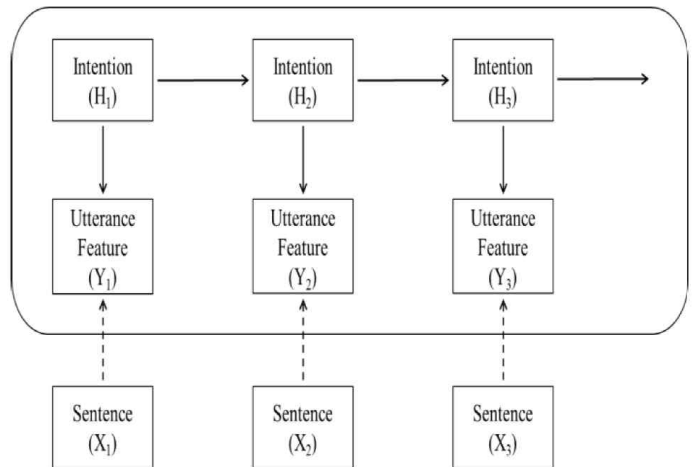 Intention
(H₁)
Intention
(H₂)
Intention
(H₃)
Utterance
Feature
(Y₁)
Utterance
Feature
(Y₂)
Utterance
Feature
(Y₃)
Sentence
(X₁)
Sentence
(X₂)
Sentence
(X₃)